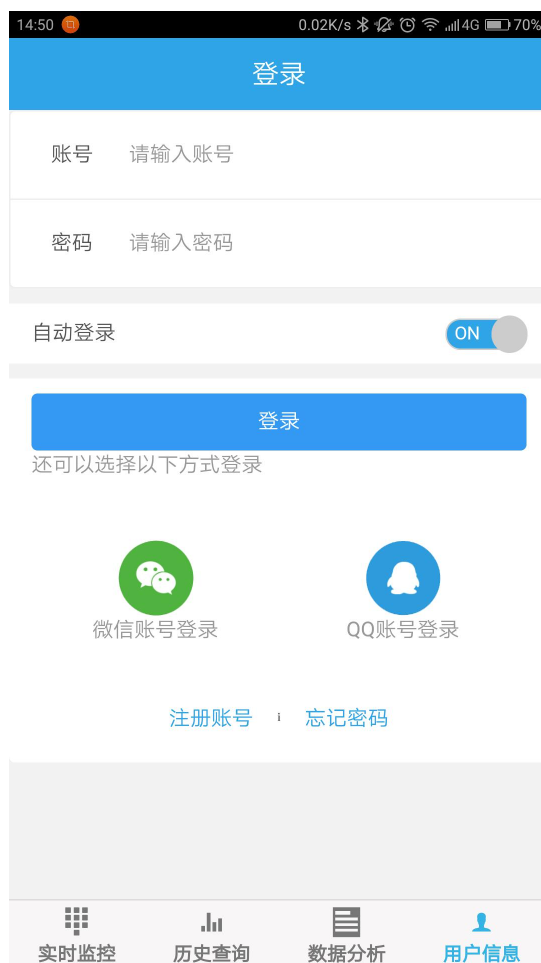 14:50 0.02K/s 4G 70%
登录
账号 请输入账号
密码 请输入密码
自动登录 ON
登录
还可以选择以下方式登录
微信账号登录 QQ账号登录
注册账号 i 忘记密码
实时监控 历史查询 数据分析 用户信息